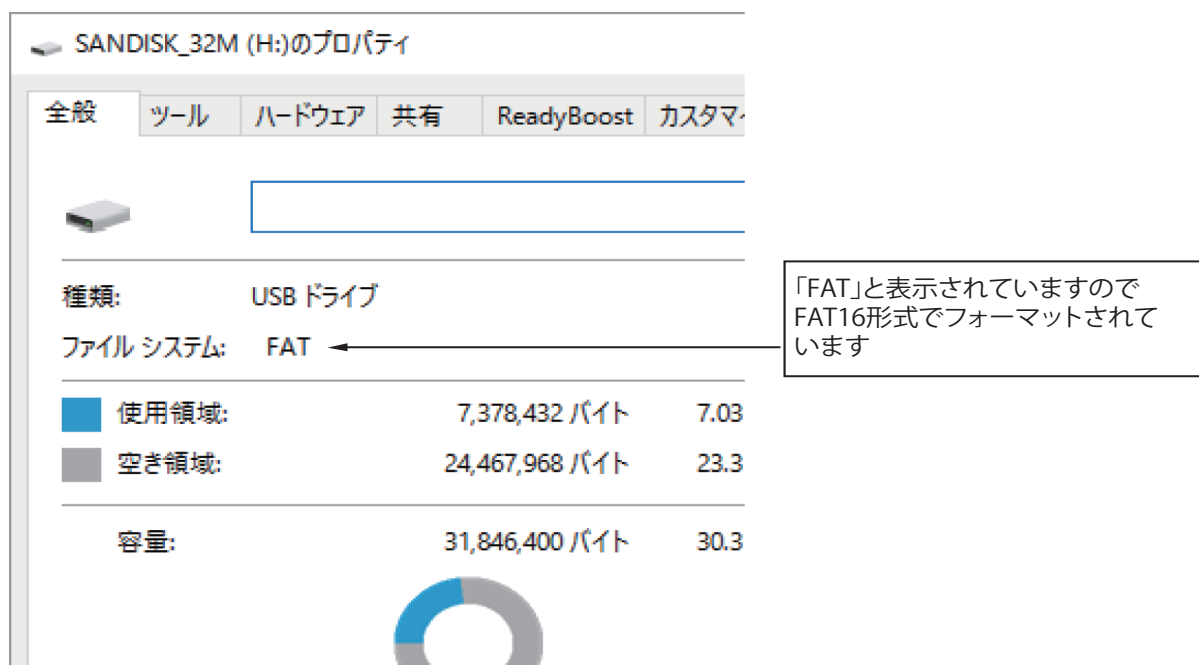 SANDISK_32M (H:)のプロパティ
全般 ツール ハードウェア 共有 ReadyBoost カスタマイ
種類: USB ドライブ
ファイル システム: FAT
「FAT」と表示されていますので
FAT16形式でフォーマットされて
います
使用領域: 7,378,432 バイト 7.03
空き領域: 24,467,968 バイト 23.3
容量: 31,846,400 バイト 30.3